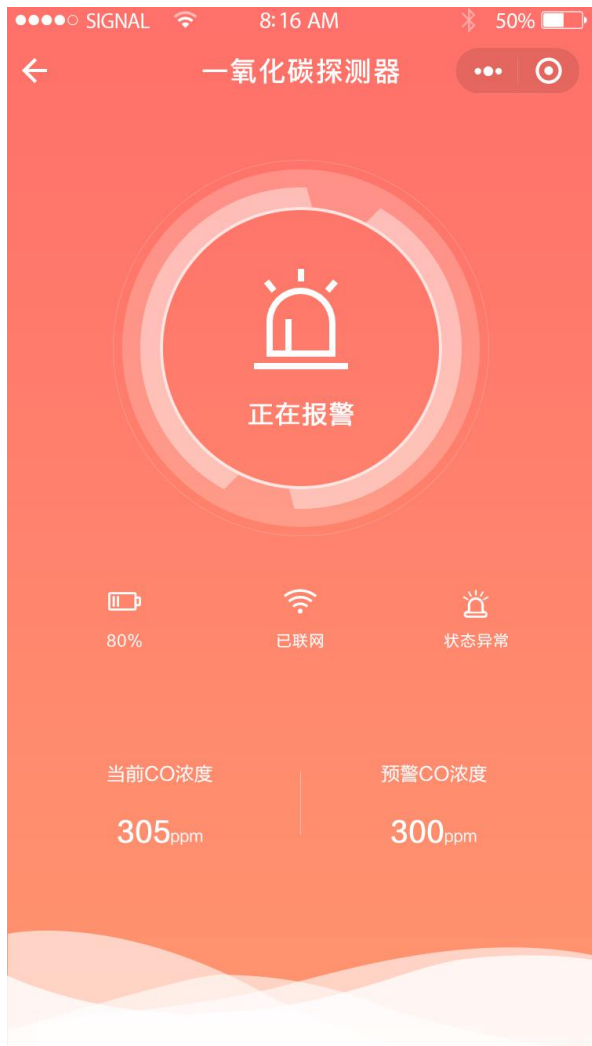 SIGNAL 8:16 AM 50%
一氧化碳探测器
正在报警
80% 已联网 状态异常
当前CO浓度 预警CO浓度
305ppm 300ppm